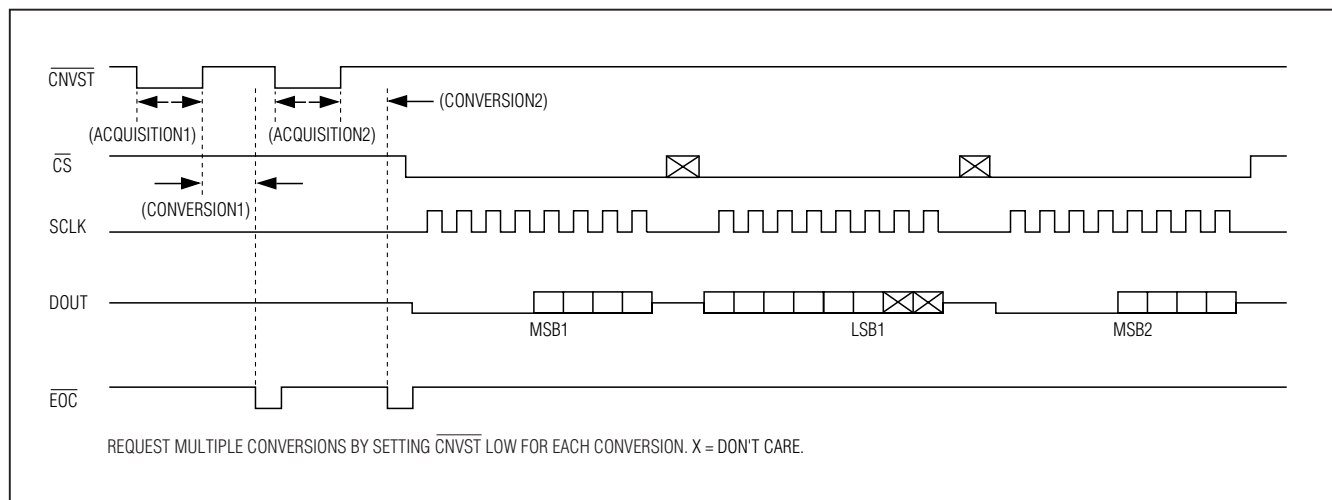 CNVST
(CONVERSION2)
(ACQUISITION1)
(ACQUISITION2)
CS
(CONVERSION1)
SCLK
DOUT
MSB1
LSB1
MSB2
EOC
REQUEST MULTIPLE CONVERSIONS BY SETTING CNVST LOW FOR EACH CONVERSION. X = DON'T CARE.